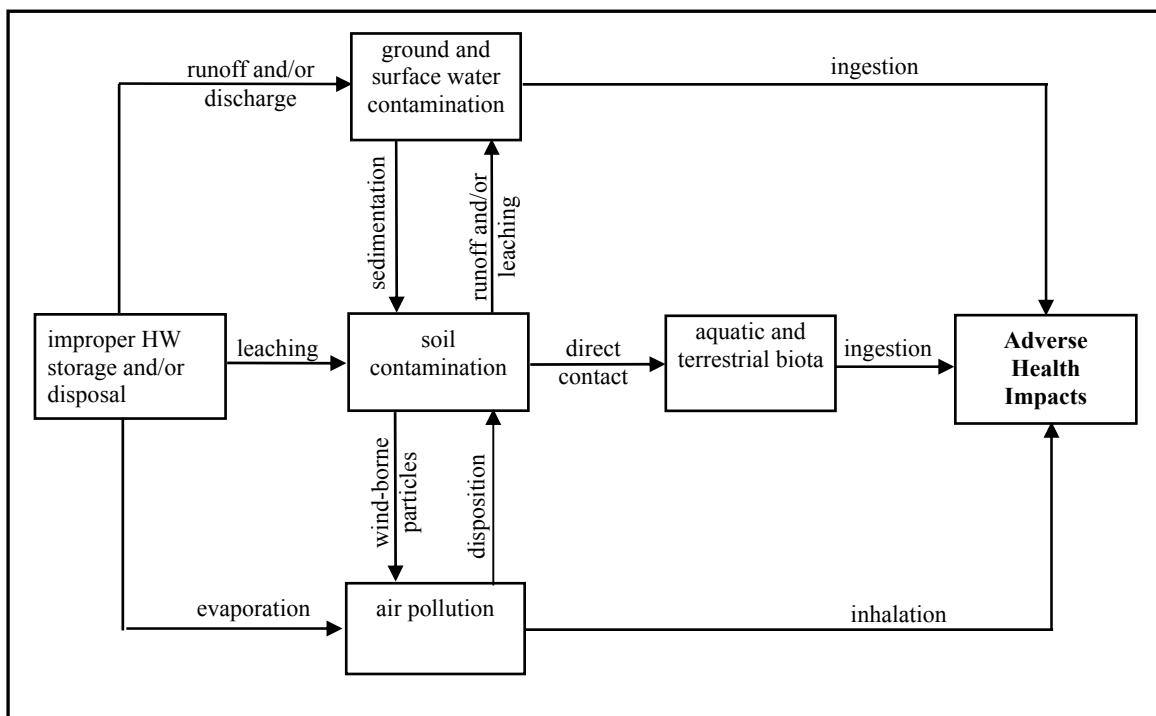 ground and
surface water
contamination
runoff and/or
discharge
ingestion
sedimentation
runoff and/or
leaching
improper HW
storage and/or
disposal
leaching
soil
contamination
direct
contact
aquatic and
terrestrial biota
ingestion
Adverse
Health
Impacts
wind-borne
particles
disposition
evaporation
air pollution
inhalation